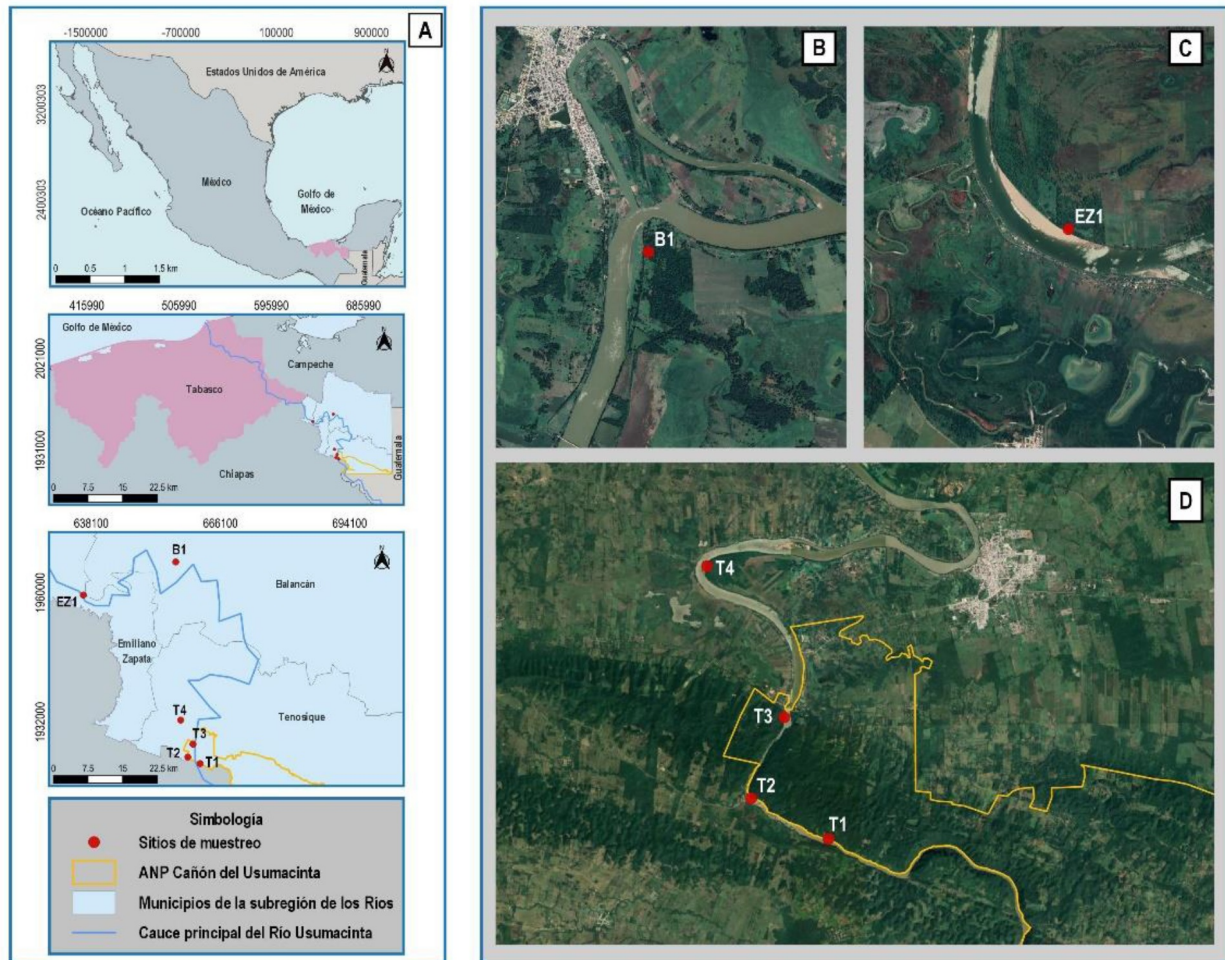 A
-1500000 -700000 100000 900000
3200303
2400303
Estados Unidos de América
México
Golfo de
México
Océano Pacífico
Guatemala
0 0.5 1 1.5 km
N
415990 505990 595990 685990
2021000
1931000
Golfo de México
Campeche
Tabasco
Guatemala
Chiapas
0 7.5 15 22.5 km
N
638100 666100 694100
1960000
1932000
B1
Balancán
EZ1
Emiliano
Zapata
T4
Tenosique
T3
T2
T1
0 7.5 15 22.5 km
N
Simbología
Sitios de muestreo
ANP Cañón del Usumacinta
Municipios de la subregión de los Ríos
Cauce principal del Río Usumacinta
B
B1
C
EZ1
D
T4
T3
T2
T1